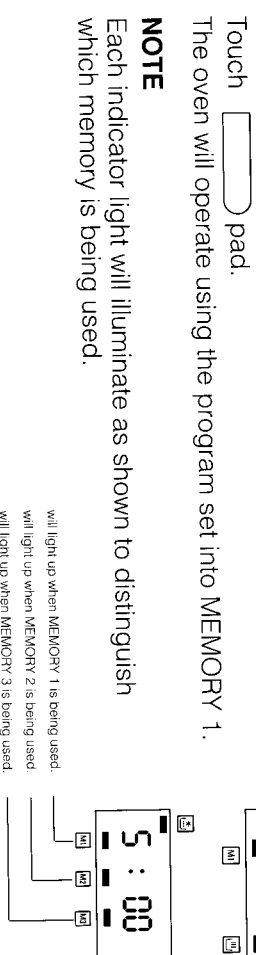 Touch pad.
The oven will operate using the program set into MEMORY 1.
NOTE
Each indicator light will illuminate as shown to distinguish
which memory is being used.
will light up when MEMORY 1 is being used.
will light up when MEMORY 2 is being used.
will light up when MEMORY 3 is being used.
M1
5:00
M1 M2 M3